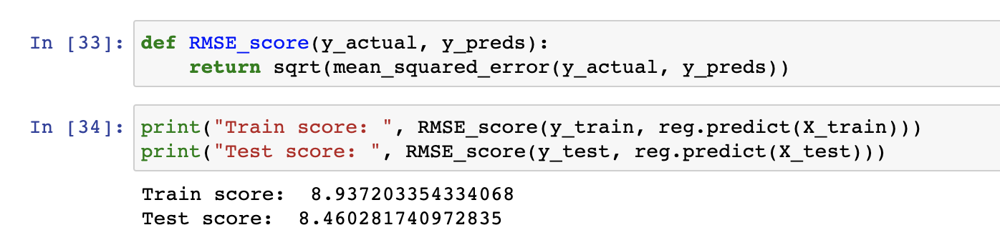 In [33]: def RMSE_score(y_actual, y_preds):
    return sqrt(mean_squared_error(y_actual, y_preds))
In [34]: print("Train score: ", RMSE_score(y_train, reg.predict(X_train)))
print("Test score: ", RMSE_score(y_test, reg.predict(X_test)))
Train score:  8.937203354334068
Test score:  8.460281740972835